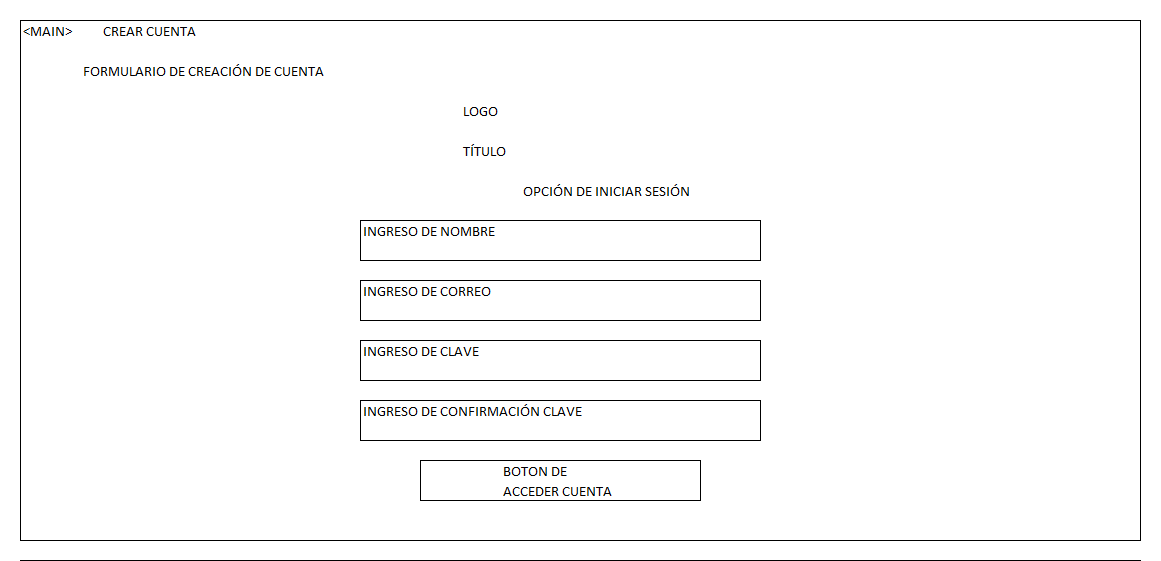 <MAIN> CREAR CUENTA
FORMULARIO DE CREACIÓN DE CUENTA
LOGO
TÍTULO
OPCIÓN DE INICIAR SESIÓN
INGRESO DE NOMBRE
INGRESO DE CORREO
INGRESO DE CLAVE
INGRESO DE CONFIRMACIÓN CLAVE
BOTON DE
ACCEDER CUENTA